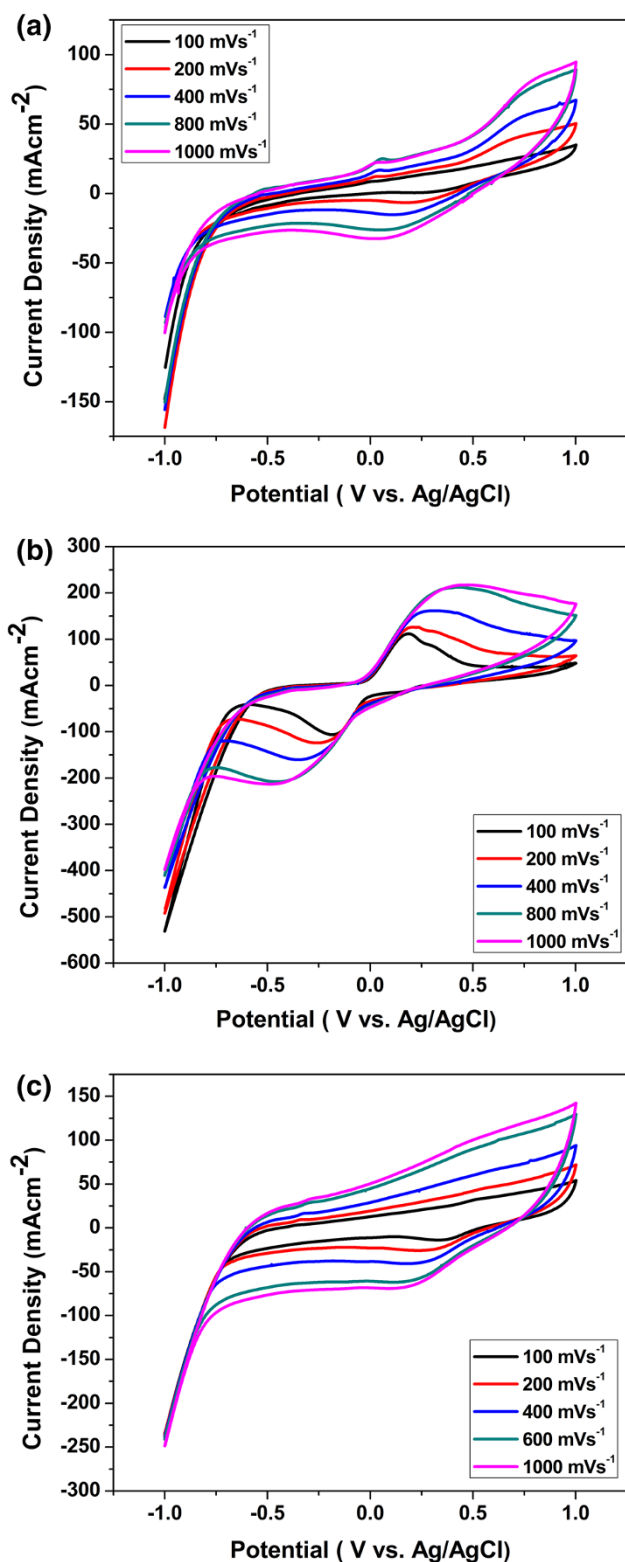 (a)
100 mVs⁻¹
200 mVs⁻¹
400 mVs⁻¹
800 mVs⁻¹
1000 mVs⁻¹
Current Density (mAcm⁻²)
100
50
0
-50
-100
-150
-1.0 -0.5 0.0 0.5 1.0
Potential ( V vs. Ag/AgCl)
(b)
Current Density (mAcm⁻²)
300
200
100
0
-100
-200
-300
-400
-500
-600
100 mVs⁻¹
200 mVs⁻¹
400 mVs⁻¹
800 mVs⁻¹
1000 mVs⁻¹
-1.0 -0.5 0.0 0.5 1.0
Potential ( V vs. Ag/AgCl)
(c)
Current Density (mAcm⁻²)
150
100
50
0
-50
-100
-150
-200
-250
-300
100 mVs⁻¹
200 mVs⁻¹
400 mVs⁻¹
600 mVs⁻¹
1000 mVs⁻¹
-1.0 -0.5 0.0 0.5 1.0
Potential ( V vs. Ag/AgCl)